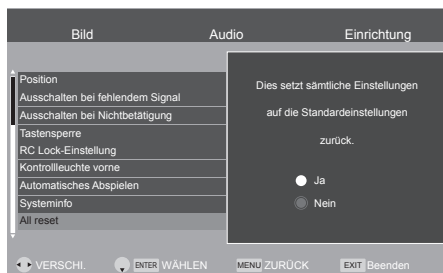 Bild Audio Einrichtung
Position
Ausschalten bei fehlendem Signal
Ausschalten bei Nichtbetätigung
Tastensperre
RC Lock-Einstellung
Kontrollleuchte vorne
Automatisches Abspielen
Systeminfo
All reset
Dies setzt sämtliche Einstellungen
auf die Standardeinstellungen
zurück.
Ja
Nein
VERSCHI. ENTER WÄHLEN MENU ZURÜCK EXIT Beenden